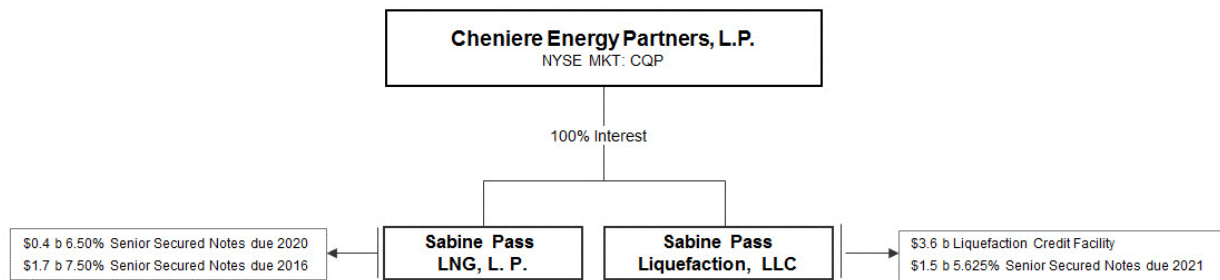 Cheniere Energy Partners, L.P.
NYSE MKT: CQP
100% Interest
$0.4 b 6.50% Senior Secured Notes due 2020
$1.7 b 7.50% Senior Secured Notes due 2016
Sabine Pass
LNG, L. P.
Sabine Pass
Liquefaction, LLC
$3.6 b Liquefaction Credit Facility
$1.5 b 5.625% Senior Secured Notes due 2021